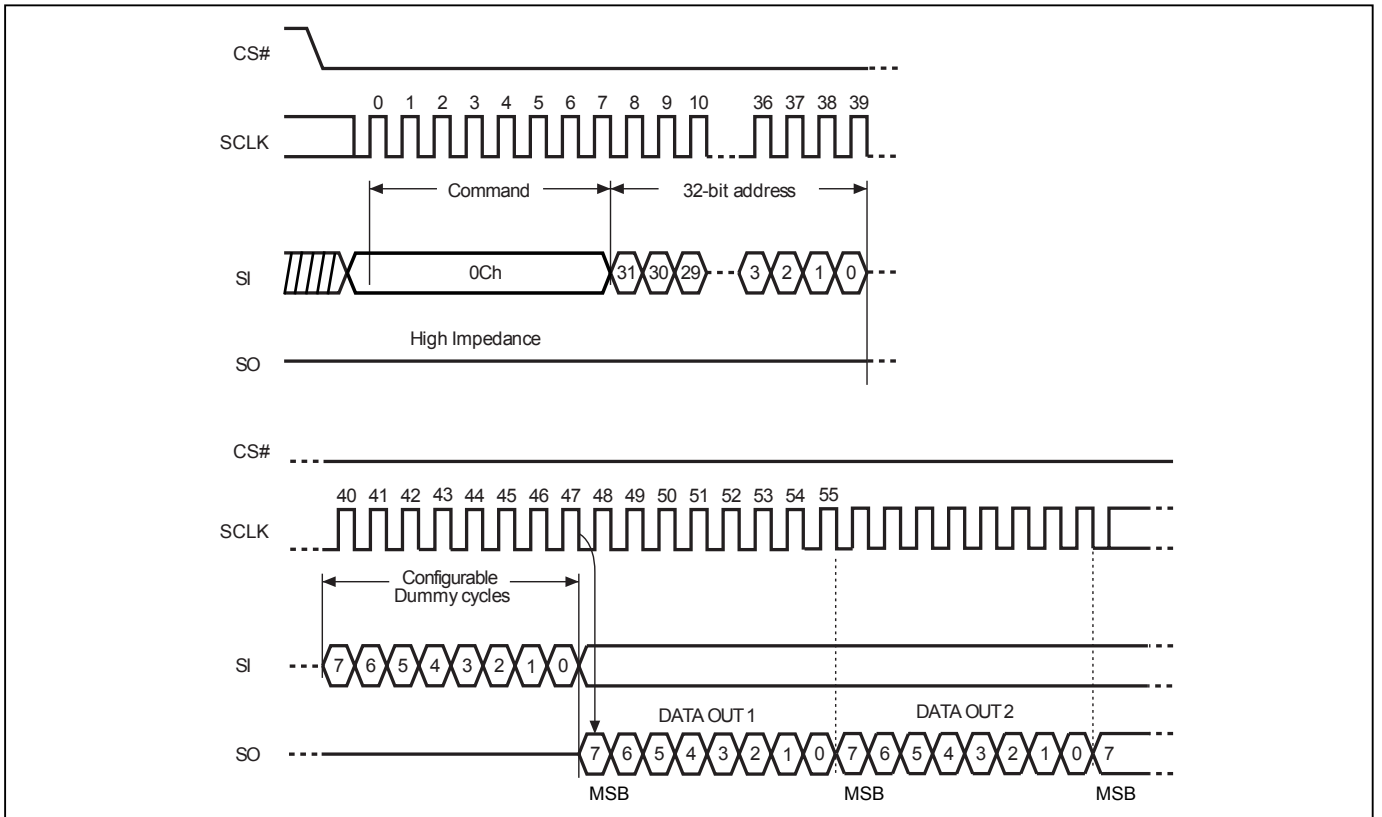 CS#
0 1 2 3 4 5 6 7 8 9 10 36 37 38 39
SCLK
Command 32-bit address
SI 0Ch 31 30 29 3 2 1 0
High Impedance
SO
CS#
40 41 42 43 44 45 46 47 48 49 50 51 52 53 54 55
SCLK
Configurable
Dummy cycles
SI 7 6 5 4 3 2 1 0
DATA OUT 1 DATA OUT 2
SO 7 6 5 4 3 2 1 0 7 6 5 4 3 2 1 0 7
MSB MSB MSB